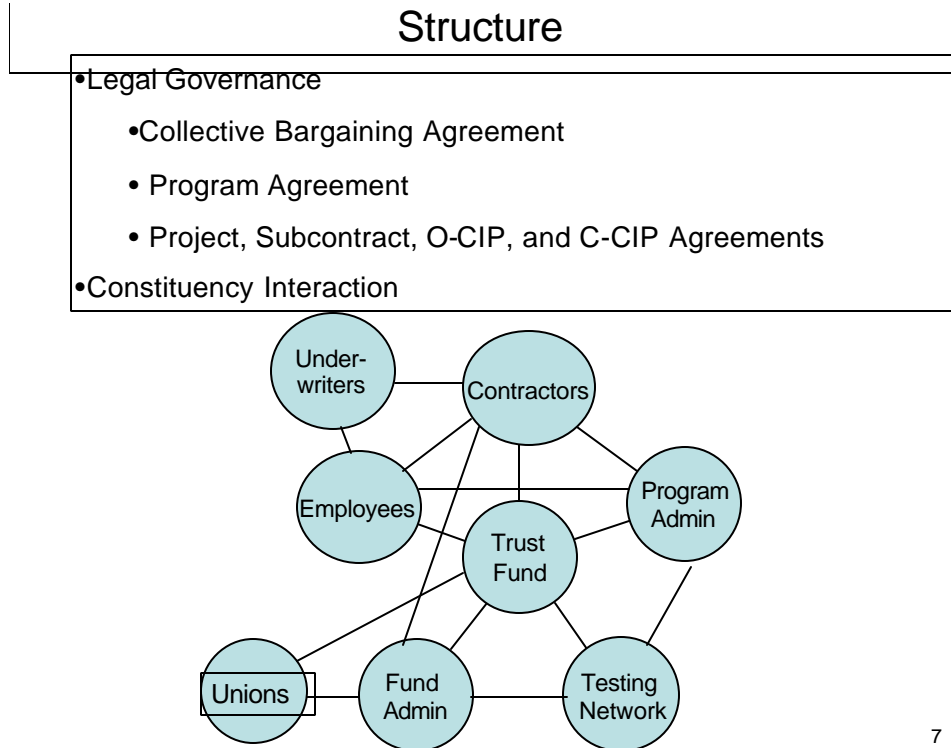 Structure
•Legal Governance
•Collective Bargaining Agreement
• Program Agreement
• Project, Subcontract, O-CIP, and C-CIP Agreements
•Constituency Interaction
Under-
writers
Contractors
Employees
Program
Admin
Trust
Fund
Unions
Fund
Admin
Testing
Network
7